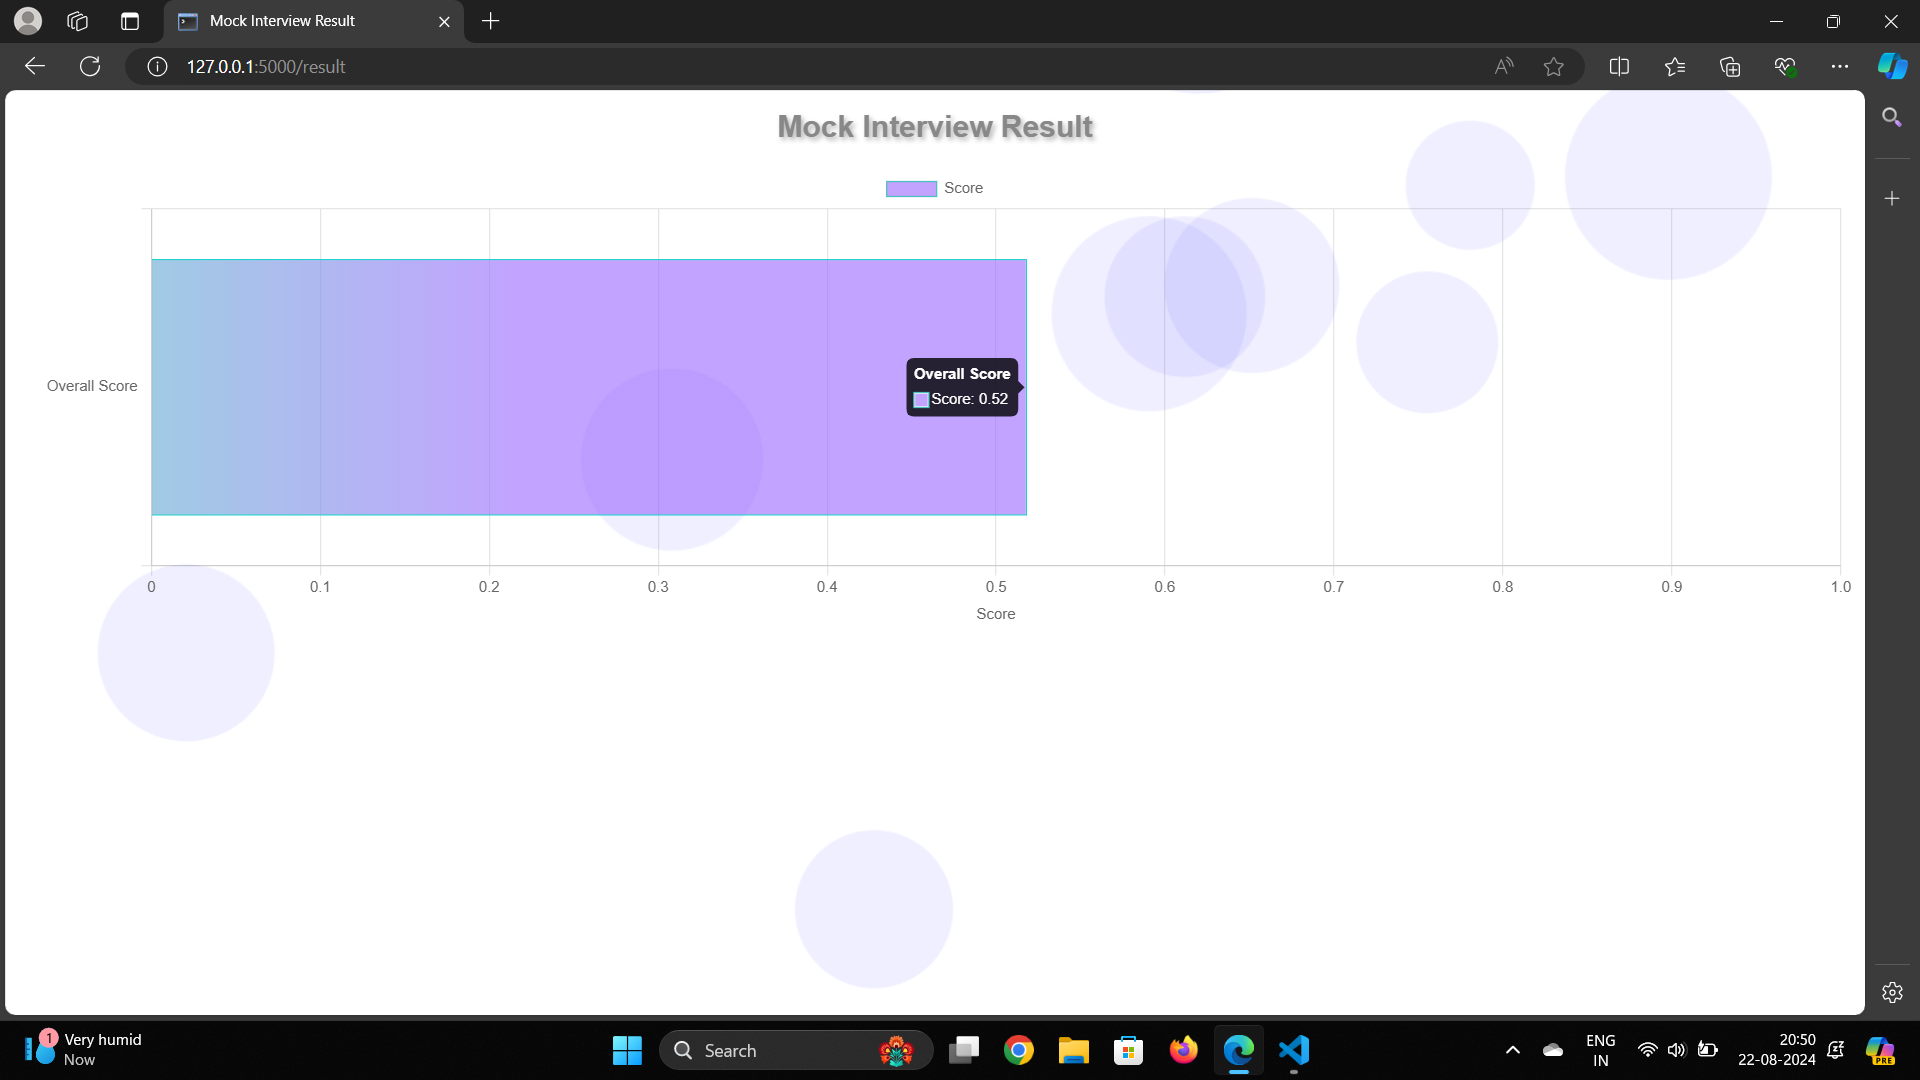 Mock Interview Result
127.0.0.1:5000/result
Mock Interview Result
Score
Overall Score
Overall Score
Score: 0.52
0 0.1 0.2 0.3 0.4 0.5 0.6 0.7 0.8 0.9 1.0
Score
1
Very humid
Now
Search
ENG
IN
20:50
22-08-2024
PRE